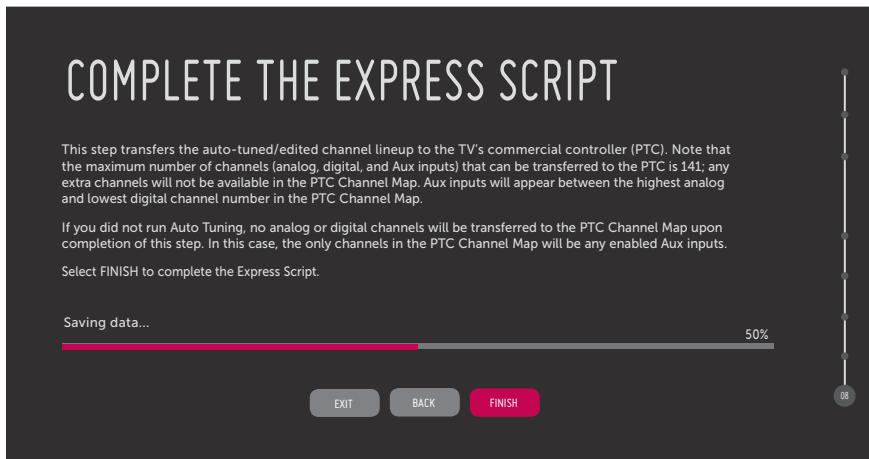 COMPLETE THE EXPRESS SCRIPT
This step transfers the auto-tuned/edited channel lineup to the TV's commercial controller (PTC). Note that
the maximum number of channels (analog, digital, and Aux inputs) that can be transferred to the PTC is 141; any
extra channels will not be available in the PTC Channel Map. Aux inputs will appear between the highest analog
and lowest digital channel number in the PTC Channel Map.
If you did not run Auto Tuning, no analog or digital channels will be transferred to the PTC Channel Map upon
completion of this step. In this case, the only channels in the PTC Channel Map will be any enabled Aux inputs.
Select FINISH to complete the Express Script.
Saving data...
50%
EXIT BACK FINISH
08